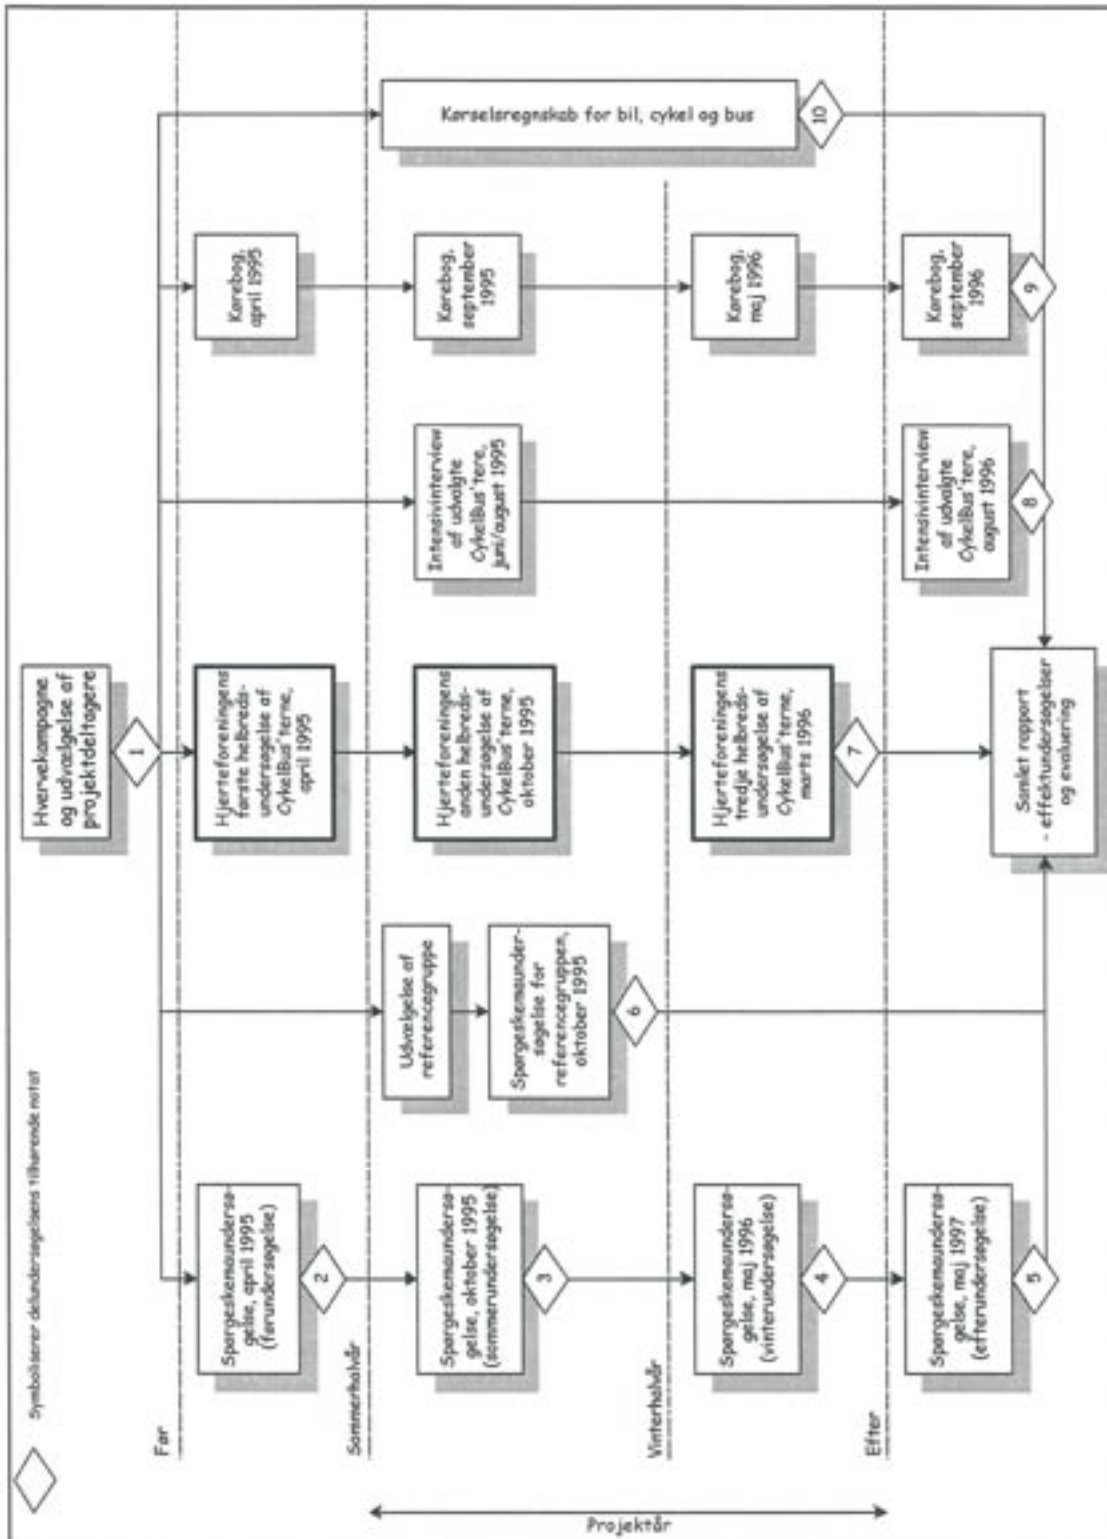 Symboliserer delundersøgelsens tilhørende notat
Hvervekampagne
og udvælgelse af
projektdeltagere
1
Før
Spørgeskemaundersø-
gelse, april 1995
(førundersøgelse)
2
Hjerteforeningens
første helbreds-
undersøgelse af
CykelBus'terne,
april 1995
Kørebog,
april 1995
Sommerhalvår
Spørgeskemaundersø-
gelse, oktober 1995
(sommerundersøgelse)
3
Udvælgelse af
referencegruppe
Spørgeskemaunder-
søgelse for
referencegruppen,
oktober 1995
6
Hjerteforeningens
anden helbreds-
undersøgelse af
CykelBus'terne,
oktober 1995
Intensivinterview
af udvalgte
CykelBus'tere,
juni/august 1995
Kørebog,
september
1995
Kørselsregnskab for bil, cykel og bus
10
Vinterhalvår
Spørgeskemaundersø-
gelse, maj 1996
(vinterundersøgelse)
4
Hjerteforeningens
tredje helbreds-
undersøgelse af
CykelBus'terne,
marts 1996
7
Kørebog,
maj 1996
Efter
Spørgeskemaundersø-
gelse, maj 1997
(efterundersøgelse)
5
Samlet rapport
- effektundersøgelser
og evaluering
Intensivinterview
af udvalgte
CykelBus'tere,
august 1996
8
Kørebog,
september
1996
9
Projektår